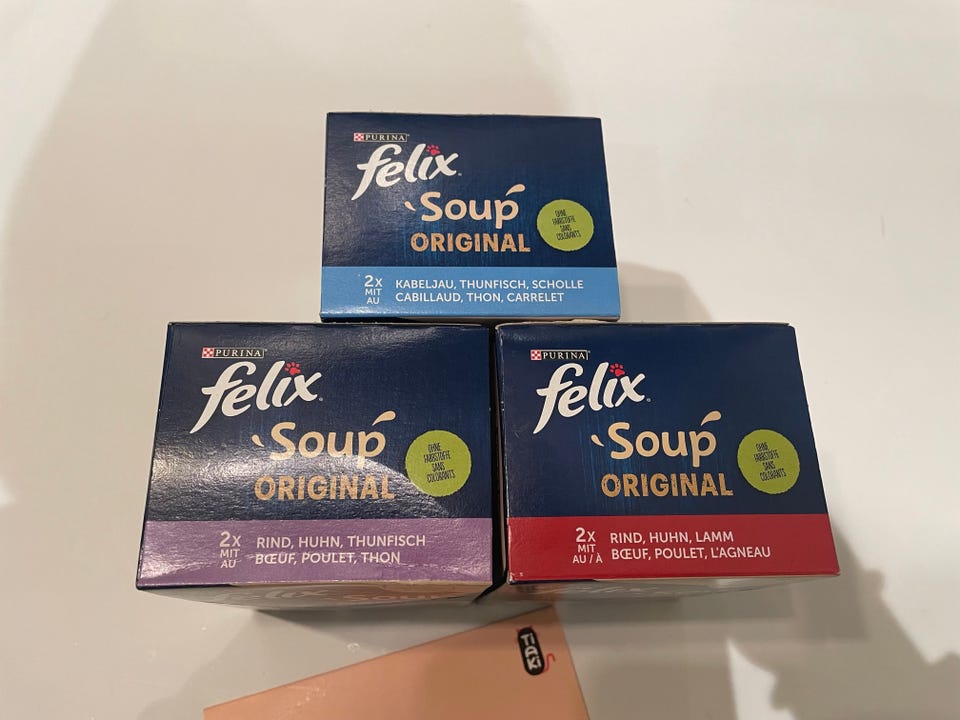 PURINA
felix
Soup
ORIGINAL
OHNE
FARBSTOFFE
SANS
COLORANTS
2x
MIT
AU
KABELJAU, THUNFISCH, SCHOLLE
CABILLAUD, THON, CARRELET
PURINA
felix
Soup
ORIGINAL
OHNE
FARBSTOFFE
SANS
COLORANTS
2x
MIT
AU
RIND, HUHN, THUNFISCH
BŒUF, POULET, THON
PURINA
felix
Soup
ORIGINAL
OHNE
FARBSTOFFE
SANS
COLORANTS
2x
MIT
AU / À
RIND, HUHN, LAMM
BŒUF, POULET, L'AGNEAU
felix